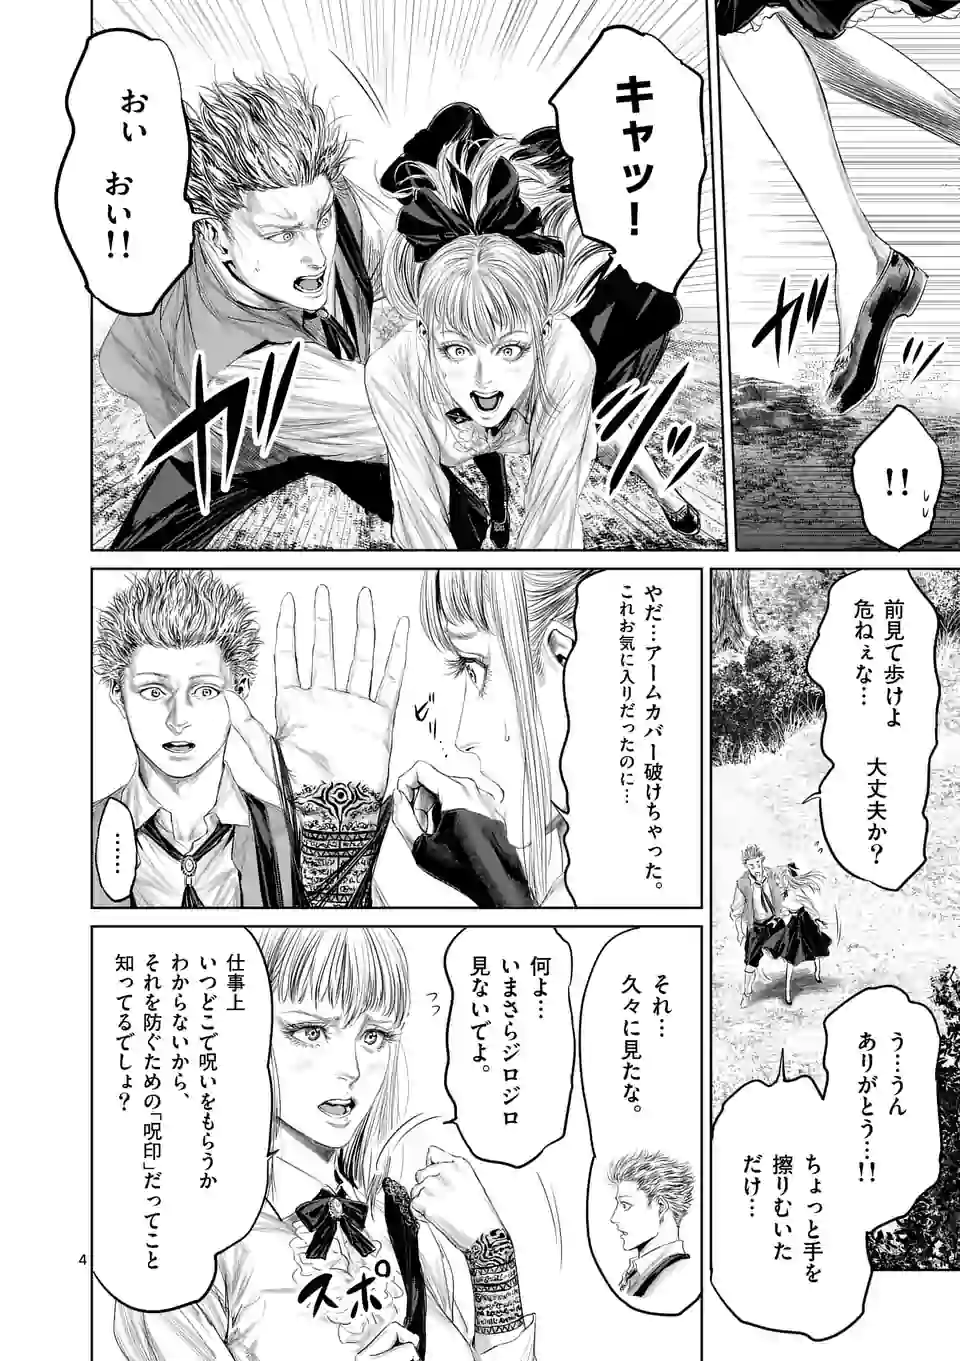 ガッ
!!
キャッ!
ガッ
ガッ
おい
おい!!
前見て歩けよ
危ねぇな…
大丈夫か?
う…うん
ありがとう…!!
ちょっと手を
擦りむいた
だけ…
やだ…アームカバー破けちゃった。
これお気に入りだったのに…
……
それ…
久々に見たな。
何よ…
いまさらジロジロ
見ないでよ。
スポ
仕事上
いつどこで呪いをもらうか
わからないから、
それを防ぐための「呪印」だってこと
知ってるでしょ?
4